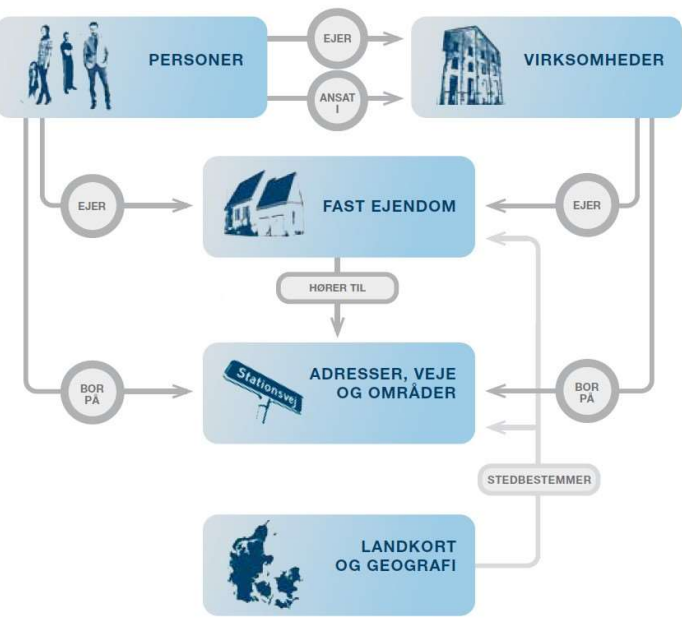 EJER
PERSONER
VIRKSOMHEDER
ANSAT
I
EJER
FAST EJENDOM
EJER
HØRER TIL
Stationsvej
ADRESSER, VEJE
OG OMRÅDER
BOR
PÅ
BOR
PÅ
STEDBESTEMMER
LANDKORT
OG GEOGRAFI